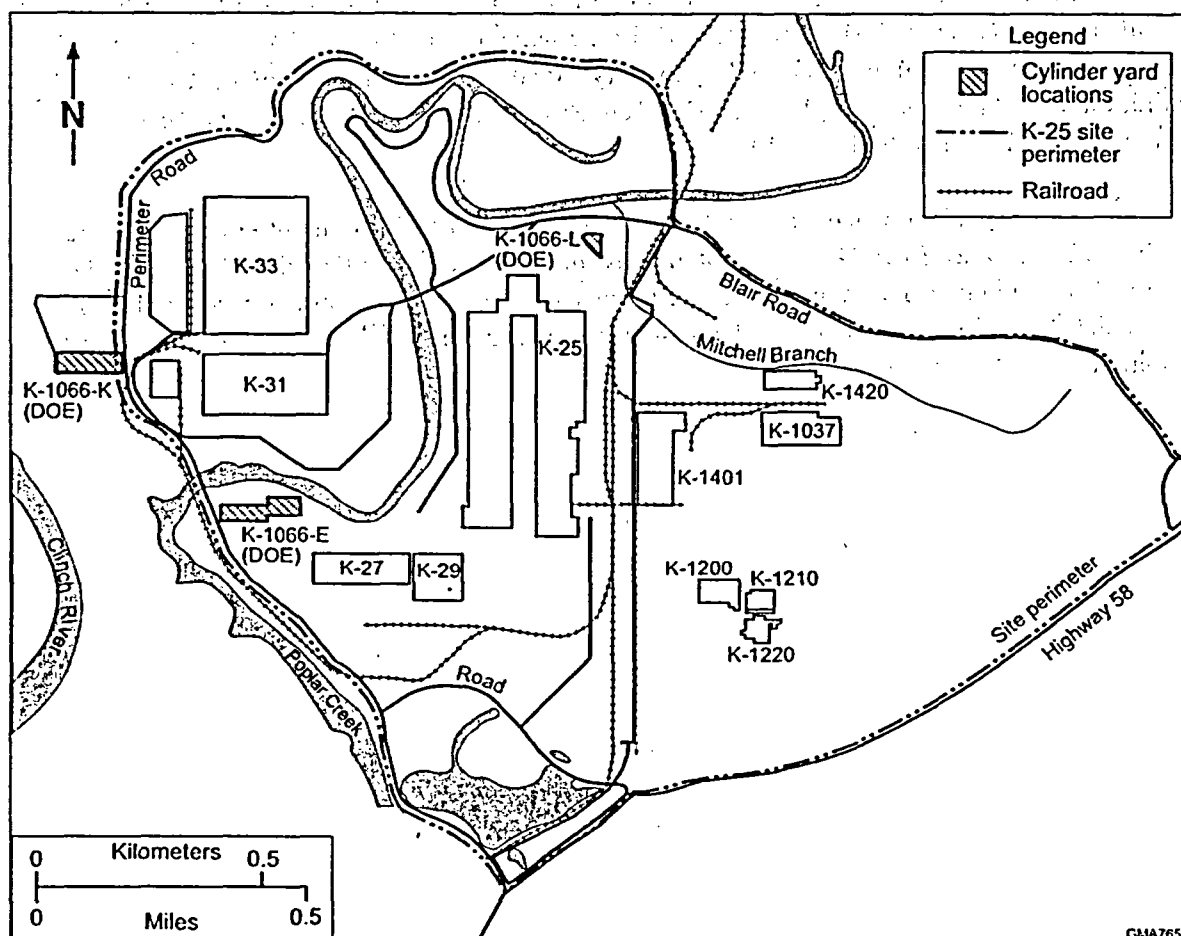 Legend
Cylinder yard
locations
K-25 site
perimeter
Railroad
N
Road
Perimeter
K-33
K-1066-L
(DOE)
Blair Road
K-25
Mitchell Branch
K-31
K-1066-K
(DOE)
K-1420
K-1037
K-1401
K-1066-E
(DOE)
Clinch River
K-27
K-29
K-1200
K-1210
K-1220
Site perimeter
Highway 58
Poplar Creek
Road
0 Kilometers 0.5
0 Miles 0.5
GMA765